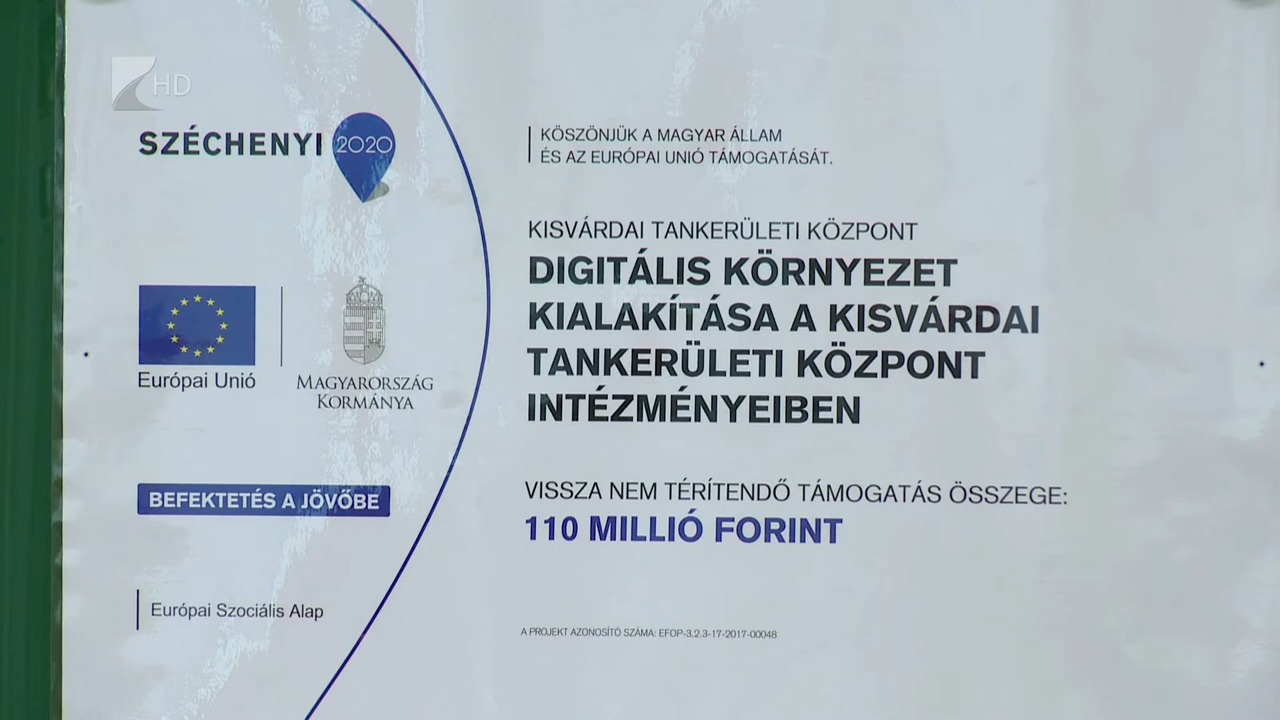 HD
SZÉCHENYI 2020
Európai Unió
MAGYARORSZÁG
KORMÁNYA
BEFEKTETÉS A JÖVŐBE
Európai Szociális Alap
KÖSZÖNJÜK A MAGYAR ÁLLAM
ÉS AZ EURÓPAI UNIÓ TÁMOGATÁSÁT.
KISVÁRDAI TANKERÜLETI KÖZPONT
DIGITÁLIS KÖRNYEZET
KIALAKÍTÁSA A KISVÁRDAI
TANKERÜLETI KÖZPONT
INTÉZMÉNYEIBEN
VISSZA NEM TÉRÍTENDŐ TÁMOGATÁS ÖSSZEGE:
110 MILLIÓ FORINT
A PROJEKT AZONOSÍTÓ SZÁMA: EFOP-3.2.3-17-2017-00048